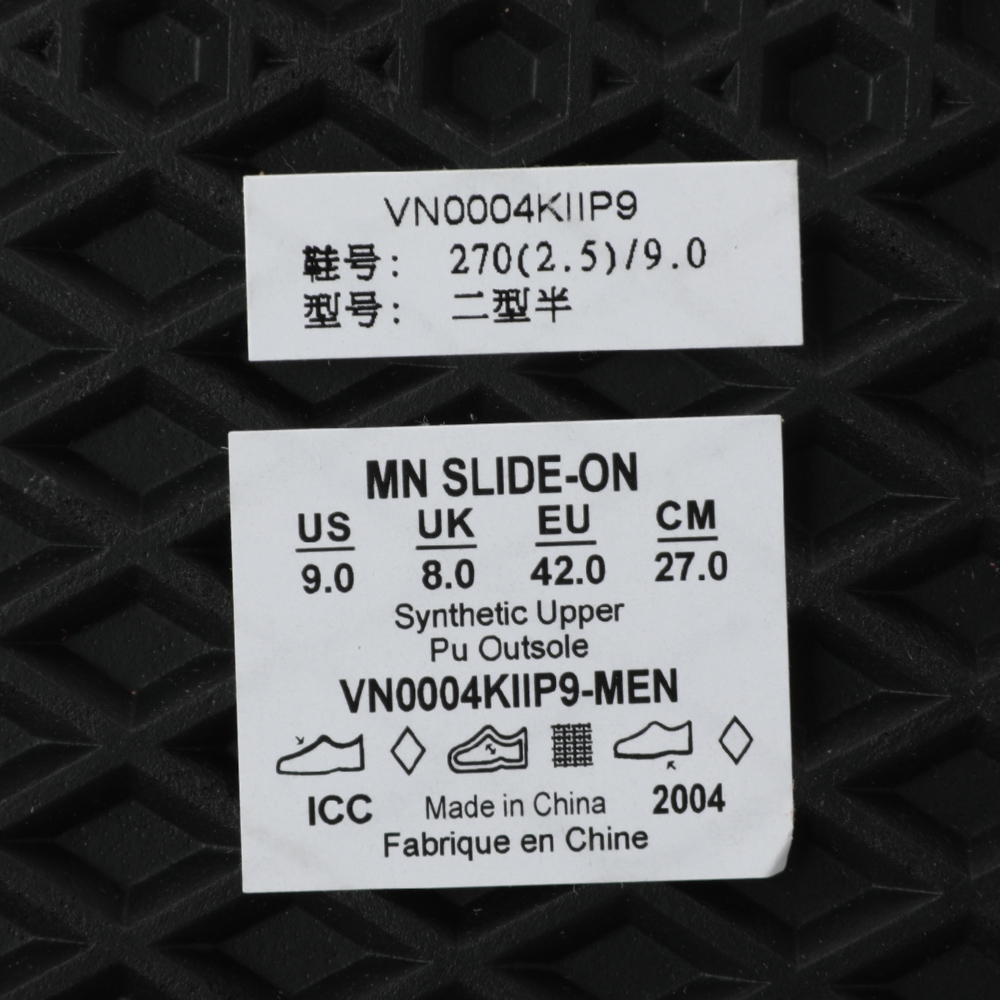 VN0004KIIP9
鞋号: 270(2.5)/9.0
型号: 二型半
MN SLIDE-ON
US UK EU CM
9.0 8.0 42.0 27.0
Synthetic Upper
Pu Outsole
VN0004KIIP9-MEN
ICC Made in China 2004
Fabrique en Chine